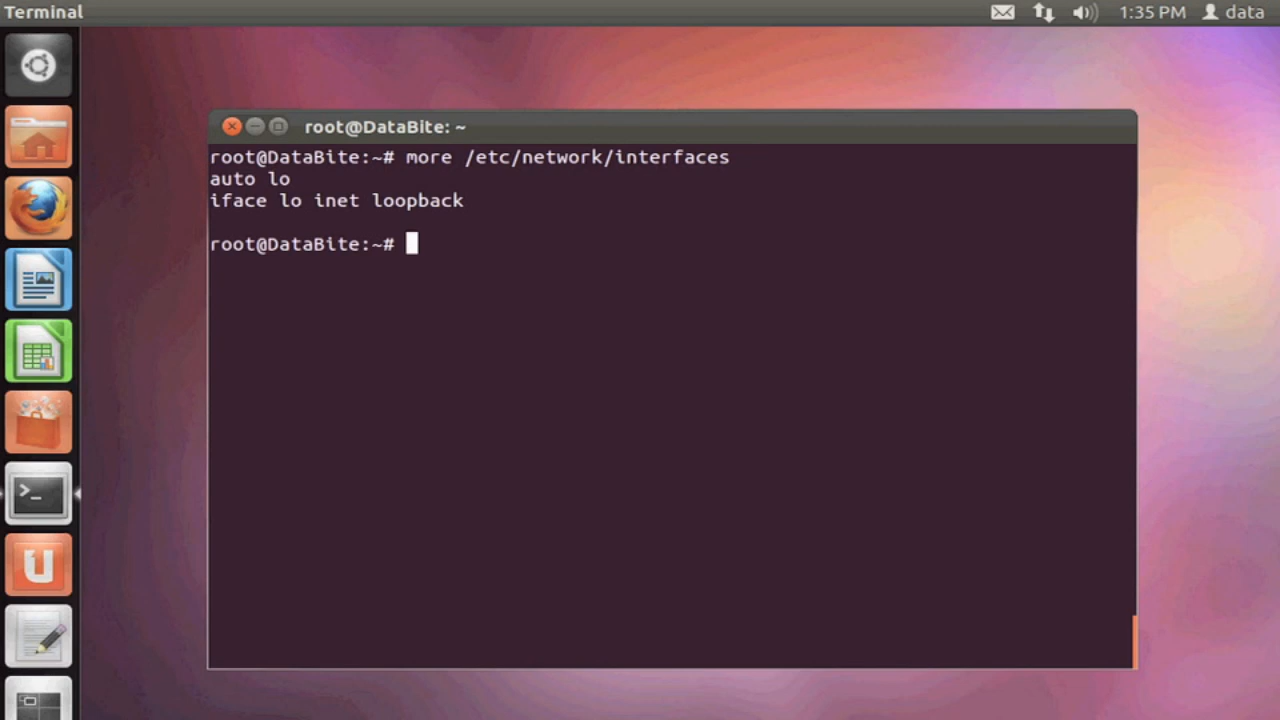 Terminal
1:35 PM data
root@DataBite: ~
root@DataBite:~# more /etc/network/interfaces
auto lo
iface lo inet loopback
root@DataBite:~#